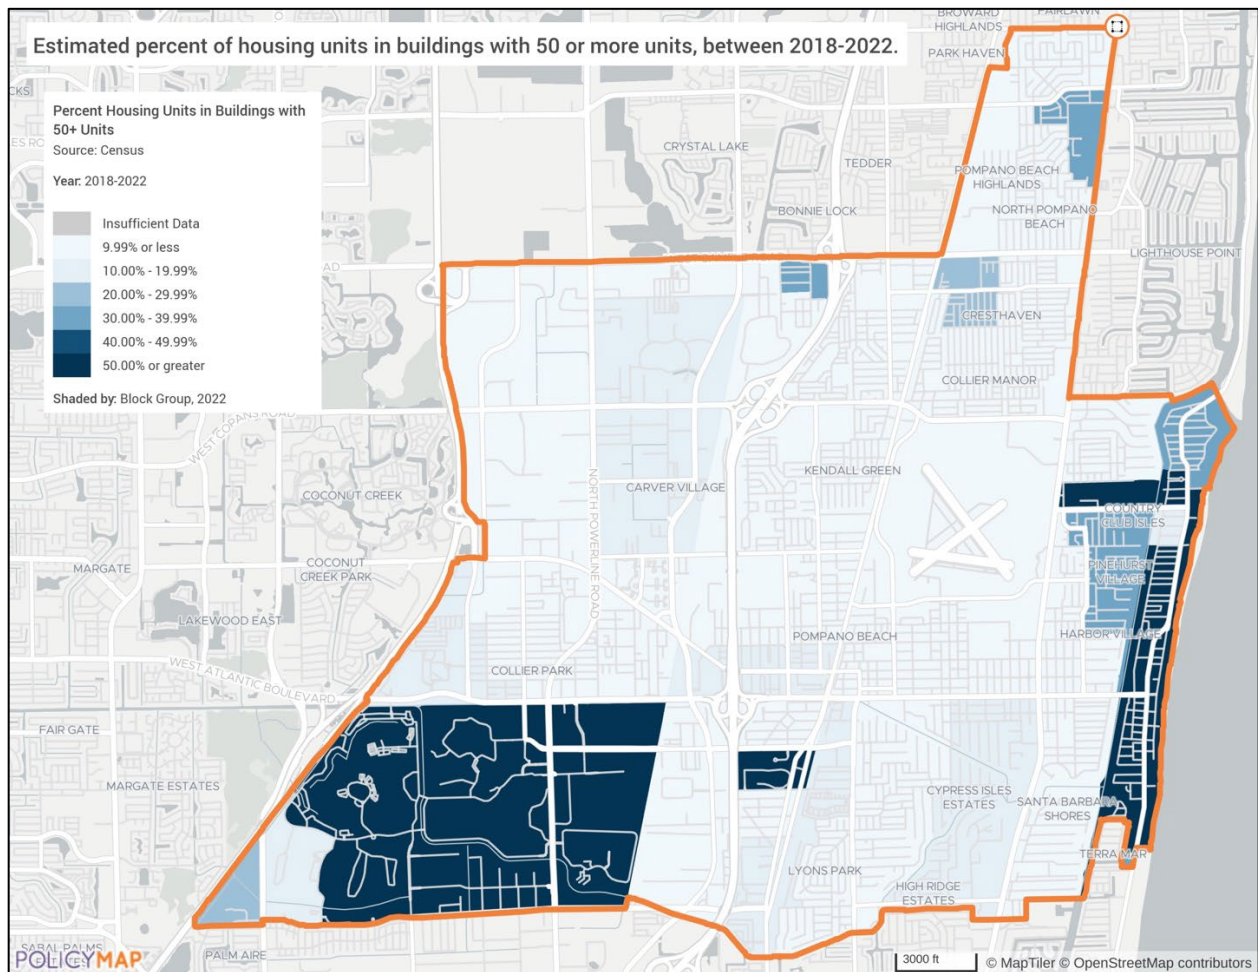 Estimated percent of housing units in buildings with 50 or more units, between 2018-2022.
Percent Housing Units in Buildings with
50+ Units
Source: Census
Year: 2018-2022
Insufficient Data
9.99% or less
10.00% - 19.99%
20.00% - 29.99%
30.00% - 39.99%
40.00% - 49.99%
50.00% or greater
Shaded by: Block Group, 2022
BROWARD
HIGHLANDS
FAIRLAWN
PARK HAVEN
CRYSTAL LAKE
TEDDER
POMPANO BEACH
HIGHLANDS
BONNIE LOCK
NORTH POMPANO
BEACH
LIGHTHOUSE POINT
CRESTHAVEN
COLLIER MANOR
WEST COPANS ROAD
KENDALL GREEN
COCONUT CREEK
NORTH POWERLINE ROAD
CARVER VILLAGE
COUNTRY
CLUB ISLES
MARGATE
COCONUT
CREEK PARK
PINEHURST
VILLAGE
LAKEWOOD EAST
POMPANO BEACH
HARBOR VILLAGE
WEST ATLANTIC BOULEVARD
COLLIER PARK
FAIR GATE
MARGATE ESTATES
CYPRESS ISLES
ESTATES
SANTA BARBARA
SHORES
TERRA MAR
LYONS PARK
HIGH RIDGE
ESTATES
SABAL PALMS
PALM AIRE
POLICYMAP
3000 ft
© MapTiler © OpenStreetMap contributors